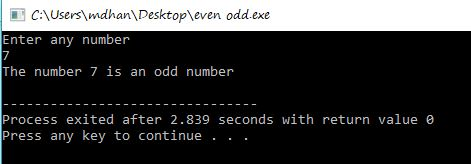 C:\Users\mdhan\Desktop\even odd.exe
Enter any number
7
The number 7 is an odd number
--------------------------------
Process exited after 2.839 seconds with return value 0
Press any key to continue . . .